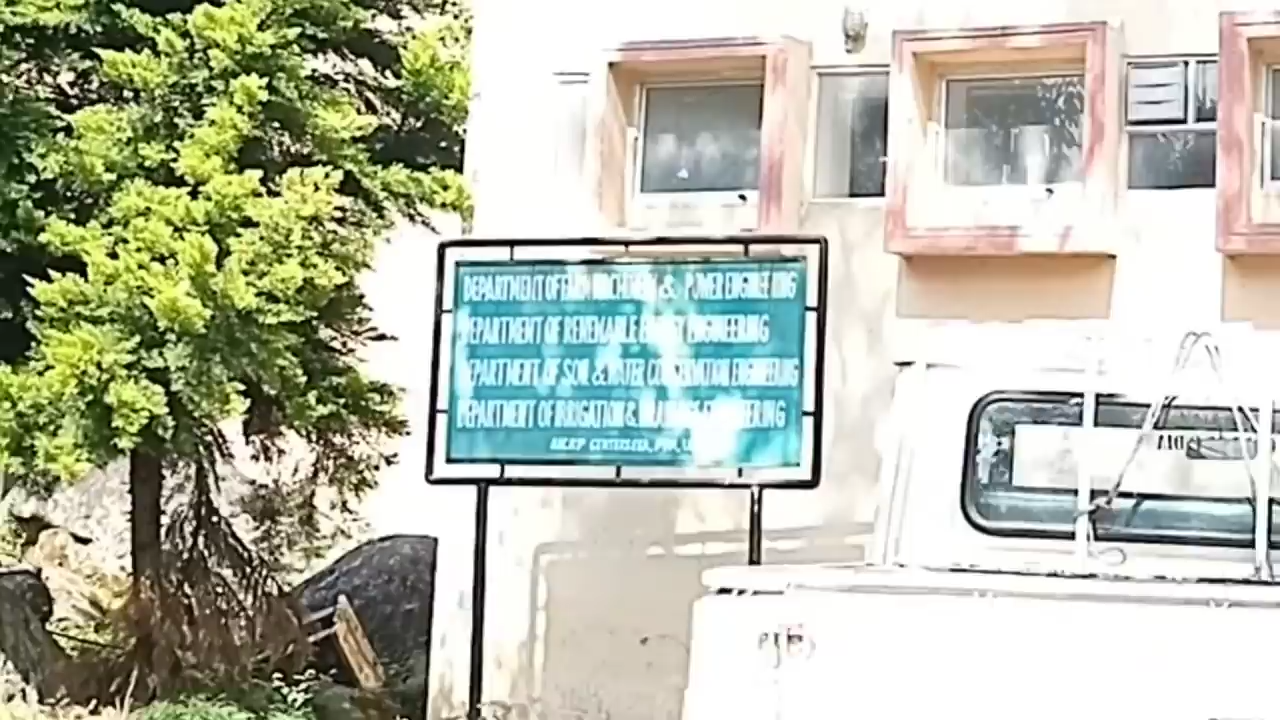 DEPARTMENT OF FARM MACHINERY & POWER ENGINEERING
DEPARTMENT OF RENEWABLE ENERGY ENGINEERING
DEPARTMENT OF SOIL & WATER CONSERVATION ENGINEERING
DEPARTMENT OF IRRIGATION & DRAINAGE ENGINEERING